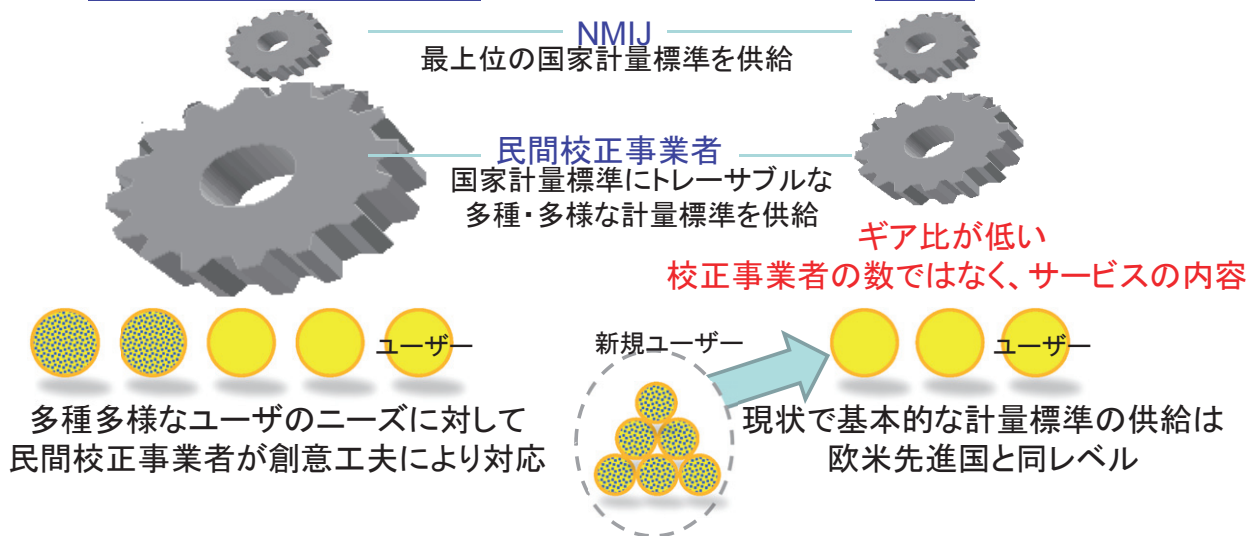 NMIJ
最上位の国家計量標準を供給
民間校正事業者
国家計量標準にトレーサブルな
多種・多様な計量標準を供給
ギア比が低い
校正事業者の数ではなく、サービスの内容
ユーザー
新規ユーザー
ユーザー
多種多様なユーザのニーズに対して
民間校正事業者が創意工夫により対応
現状で基本的な計量標準の供給は
欧米先進国と同レベル